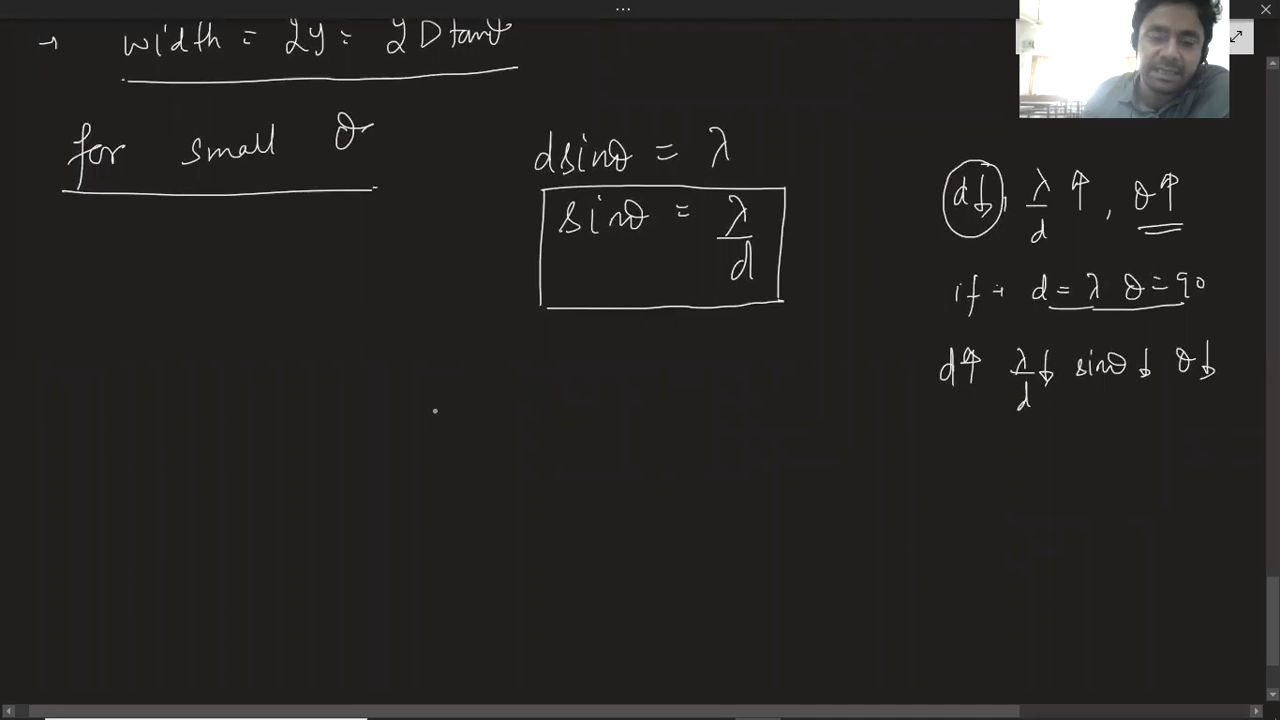 → width = 2y = 2D tanθ
for small θ
d sinθ = λ
sinθ = λ/d
d↓, λ/d ↑, θ↑
if → d = λ θ = 90
d↑ λ/d ↓ sinθ ↓ θ↓